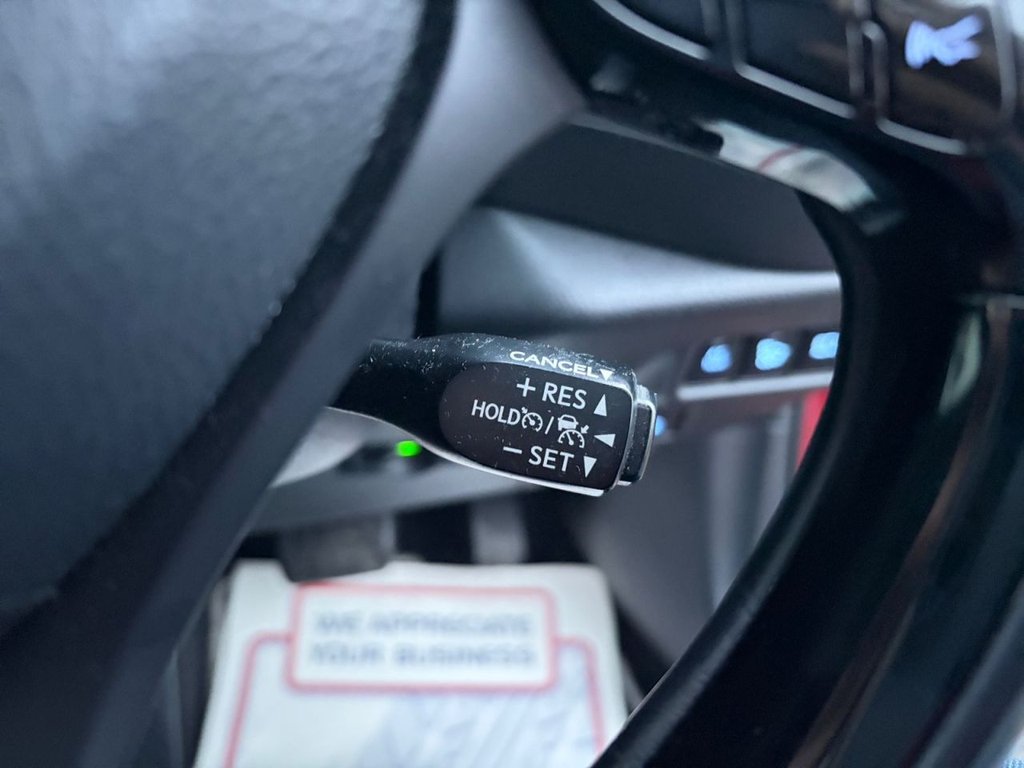 CANCEL▼
+ RES ▲
HOLD /
− SET ▼
WE APPRECIATE
YOUR BUSINESS